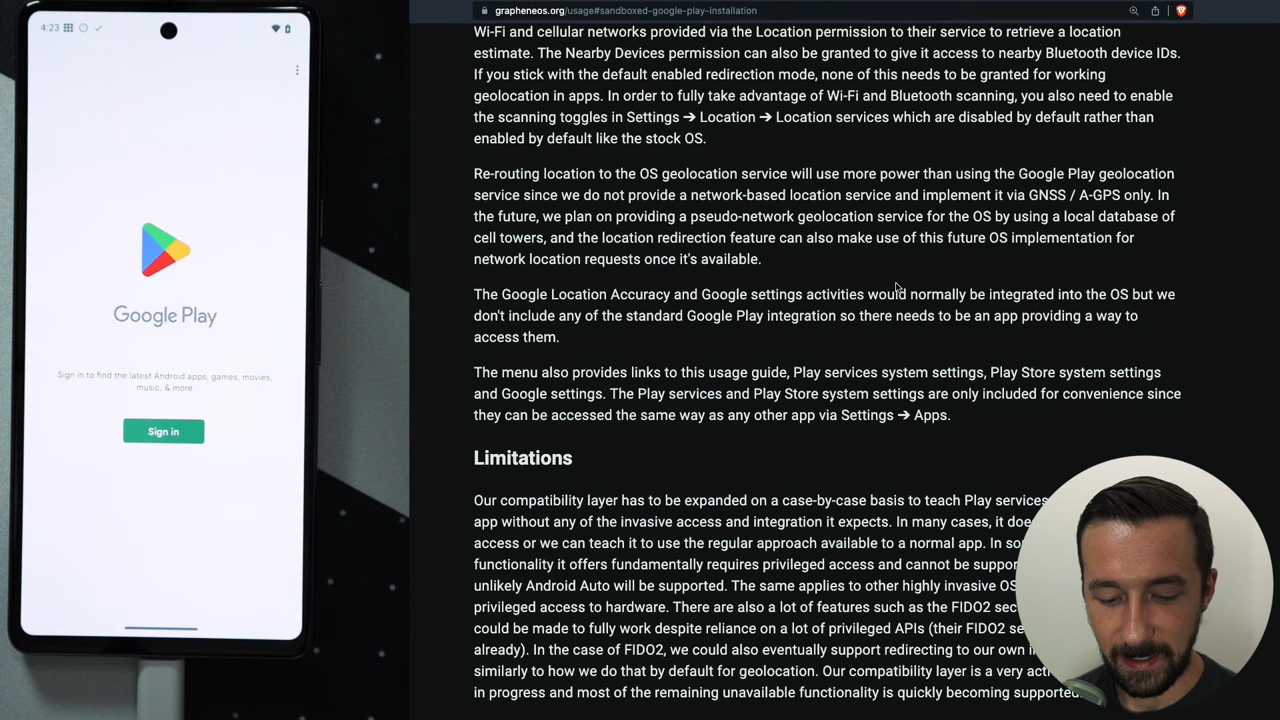 4:23
Google Play
Sign in to find the latest Android apps, games, movies,
music, & more
Sign in
grapheneos.org/usage#sandboxed-google-play-installation
Wi-Fi and cellular networks provided via the Location permission to their service to retrieve a location
estimate. The Nearby Devices permission can also be granted to give it access to nearby Bluetooth device IDs.
If you stick with the default enabled redirection mode, none of this needs to be granted for working
geolocation in apps. In order to fully take advantage of Wi-Fi and Bluetooth scanning, you also need to enable
the scanning toggles in Settings ➔ Location ➔ Location services which are disabled by default rather than
enabled by default like the stock OS.
Re-routing location to the OS geolocation service will use more power than using the Google Play geolocation
service since we do not provide a network-based location service and implement it via GNSS / A-GPS only. In
the future, we plan on providing a pseudo-network geolocation service for the OS by using a local database of
cell towers, and the location redirection feature can also make use of this future OS implementation for
network location requests once it's available.
The Google Location Accuracy and Google settings activities would normally be integrated into the OS but we
don't include any of the standard Google Play integration so there needs to be an app providing a way to
access them.
The menu also provides links to this usage guide, Play services system settings, Play Store system settings
and Google settings. The Play services and Play Store system settings are only included for convenience since
they can be accessed the same way as any other app via Settings ➔ Apps.
Limitations
Our compatibility layer has to be expanded on a case-by-case basis to teach Play services
app without any of the invasive access and integration it expects. In many cases, it
access or we can teach it to use the regular approach available to a normal app. In
functionality it offers fundamentally requires privileged access and cannot be
unlikely Android Auto will be supported. The same applies to other highly invasive OS
privileged access to hardware. There are also a lot of features such as the FIDO2
could be made to fully work despite reliance on a lot of privileged APIs (their FIDO2
already). In the case of FIDO2, we could also eventually support redirecting to our own
similarly to how we do that by default for geolocation. Our compatibility layer is a very
in progress and most of the remaining unavailable functionality is quickly becoming supported.